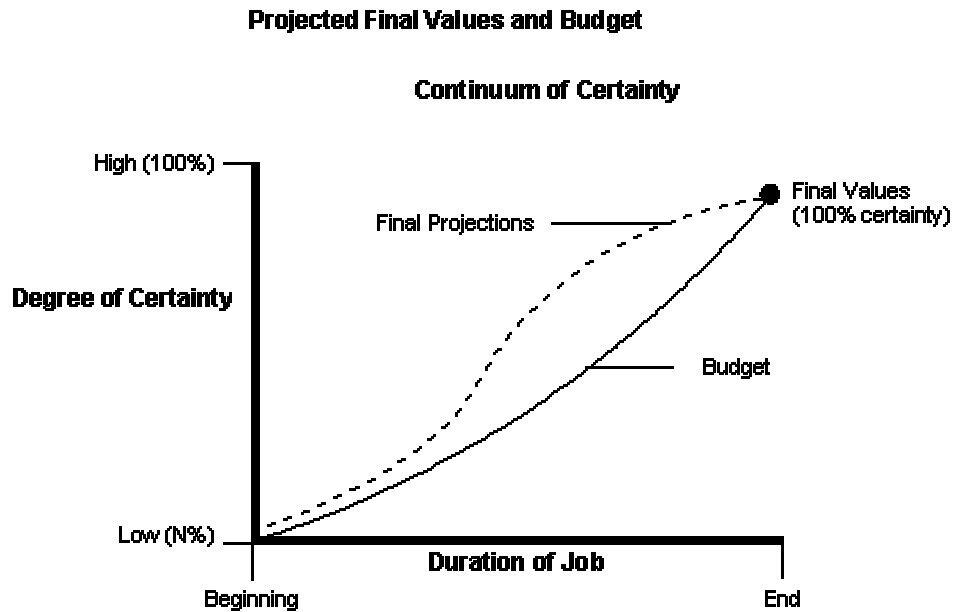 Projected Final Values and Budget
Continuum of Certainty
High (100%)
Final Values
(100% certainty)
Final Projections
Degree of Certainty
Budget
Low (N%)
Duration of Job
Beginning
End